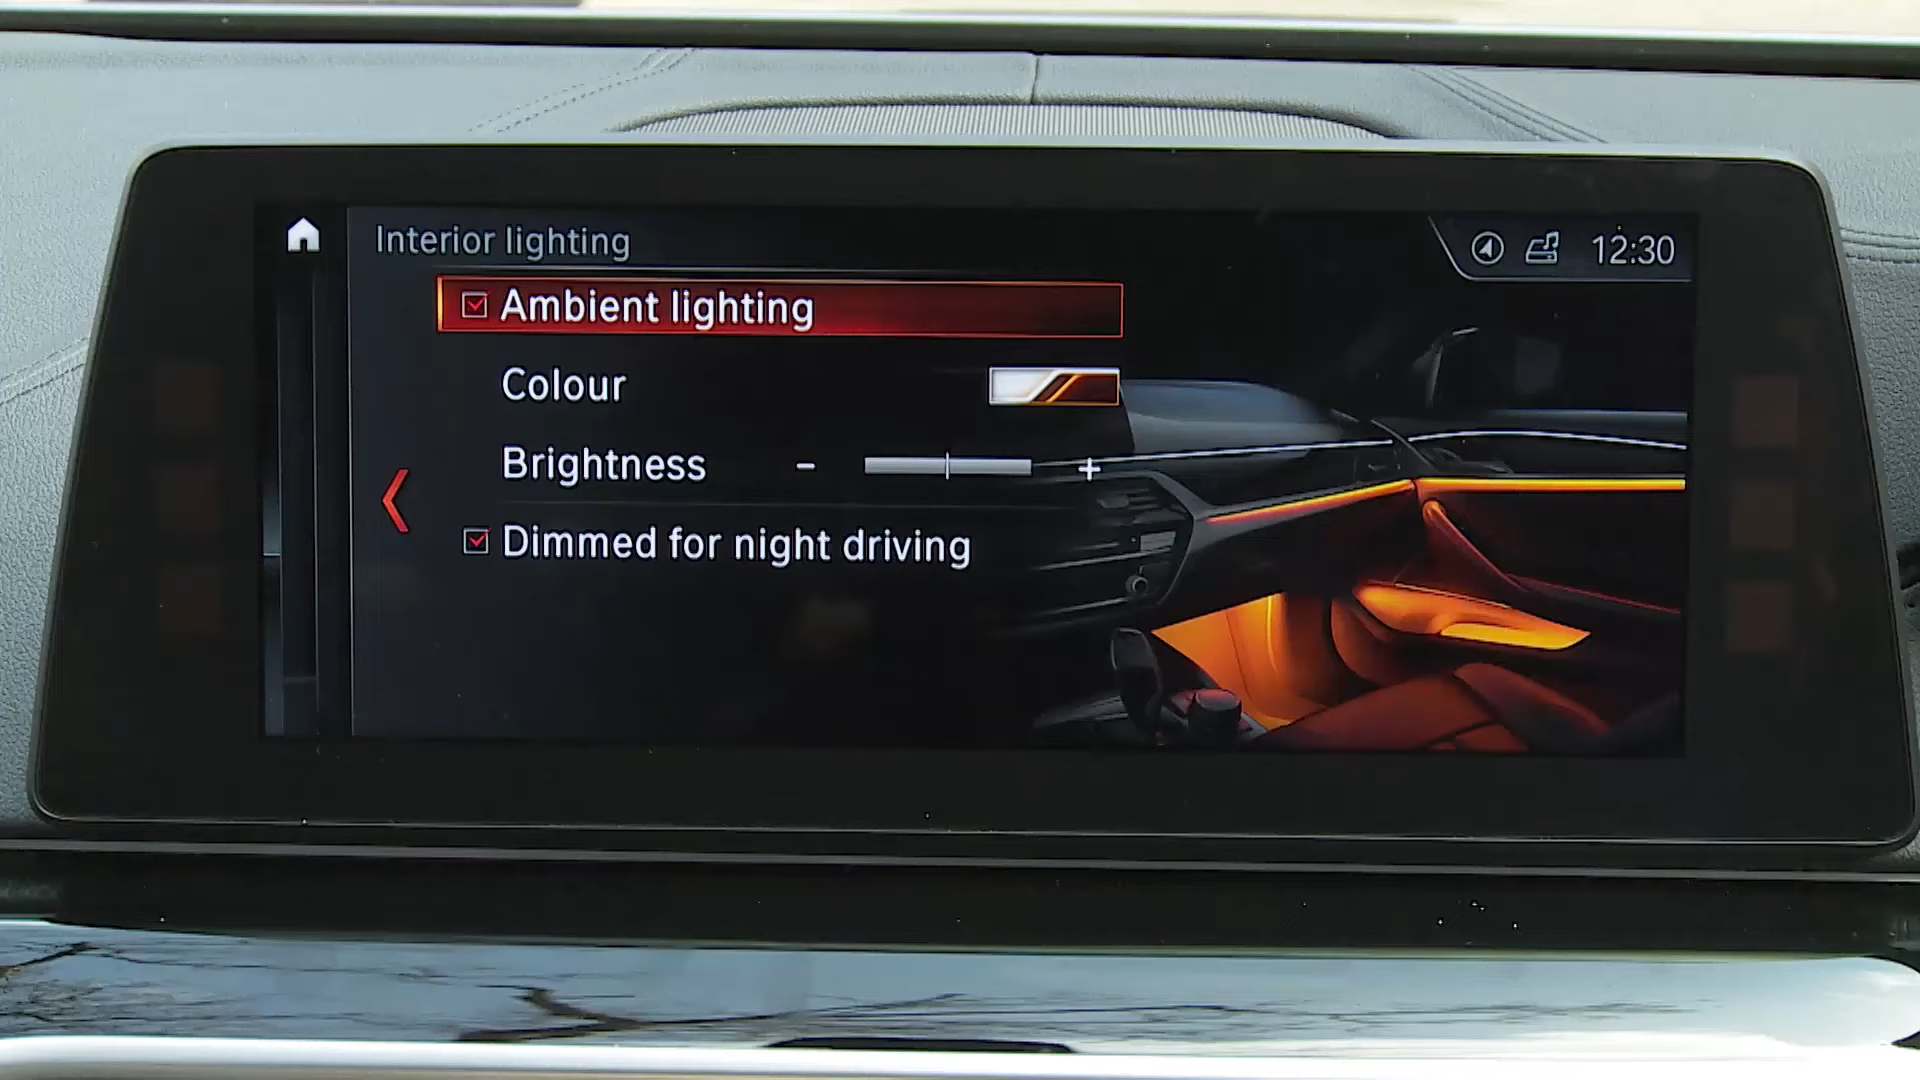 Interior lighting
12:30
Ambient lighting
Colour
Brightness - +
Dimmed for night driving